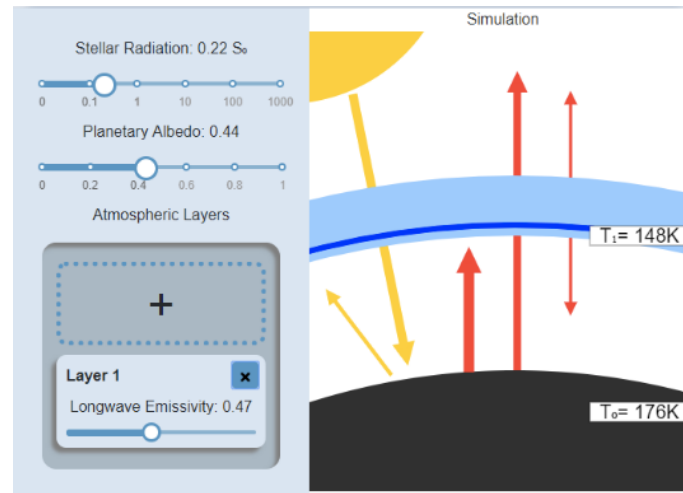 Simulation
Stellar Radiation: 0.22 S₀
0 0.1 1 10 100 1000
Planetary Albedo: 0.44
0 0.2 0.4 0.6 0.8 1
Atmospheric Layers
+
Layer 1 ×
Longwave Emissivity: 0.47
T₁= 148K
T₀= 176K